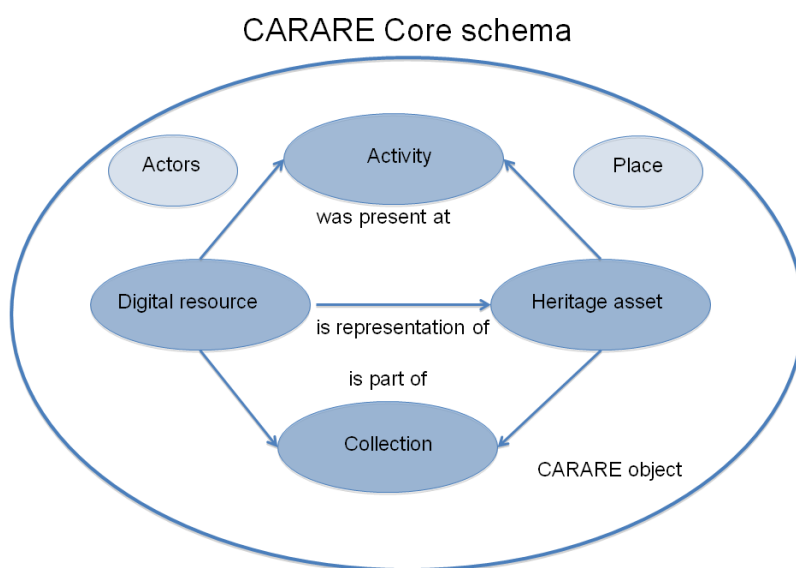 CARARE Core schema
Actors
Activity
Place
was present at
Digital resource
Heritage asset
is representation of
is part of
Collection
CARARE object